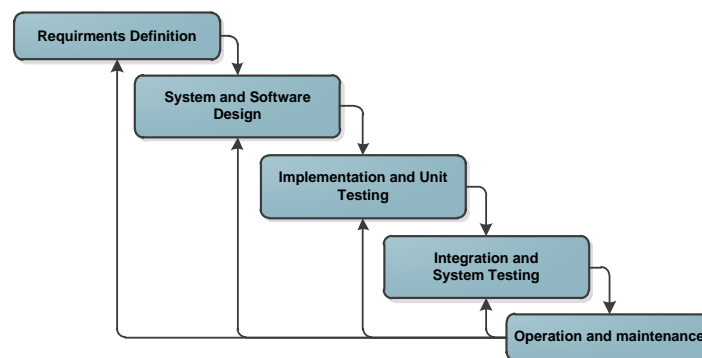 Requirments Definition
System and Software
Design
Implementation and Unit
Testing
Integration and
System Testing
Operation and maintenance